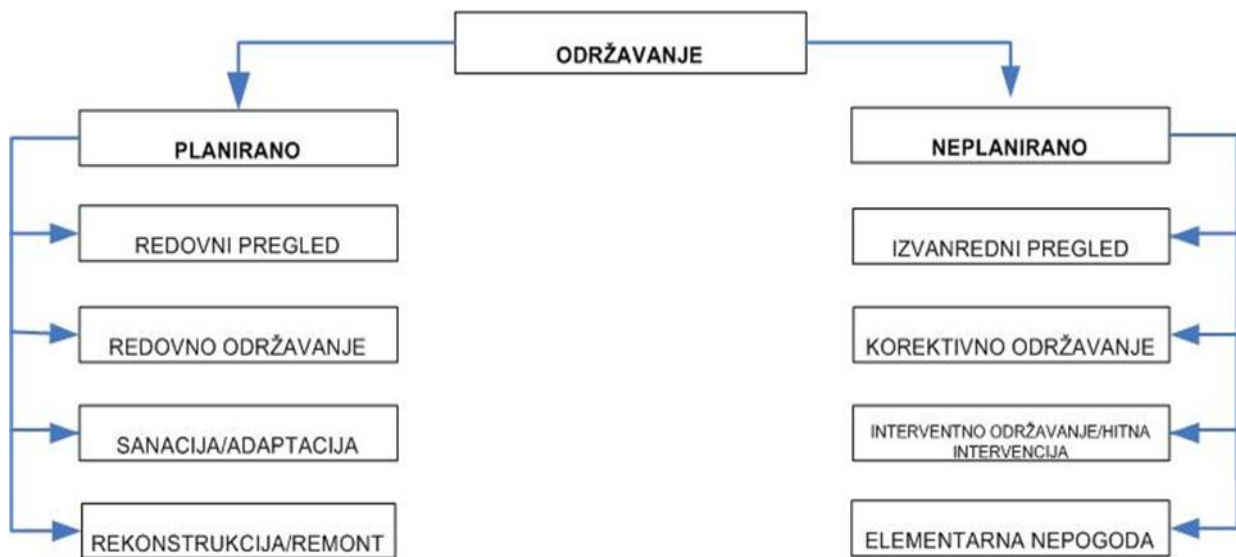 ODRŽAVANJE
PLANIRANO
REDOVNI PREGLED
REDOVNO ODRŽAVANJE
SANACIJA/ADAPTACIJA
REKONSTRUKCIJA/REMONT
NEPLANIRANO
IZVANREDNI PREGLED
KOREKTIVNO ODRŽAVANJE
INTERVENTNO ODRŽAVANJE/HITNA
INTERVENCIJA
ELEMENTARNA NEPOGODA